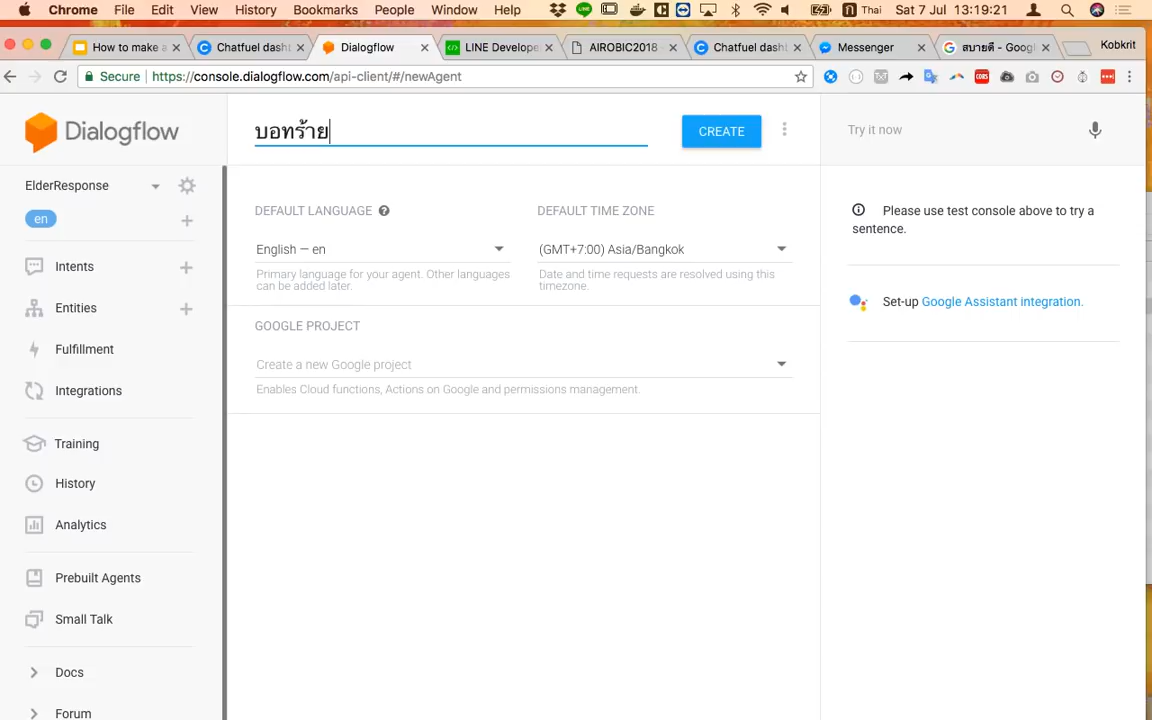 Chrome File Edit View History Bookmarks People Window Help Thai Sat 7 Jul 13:19:21
How to make a Chatfuel dashb Dialogflow LINE Develope AIROBIC2018 Chatfuel dashb Messenger สบายดี - Googl Kobkrit
Secure https://console.dialogflow.com/api-client/#/newAgent
Dialogflow
บอทร้าย
CREATE
Try it now
ElderResponse
en
DEFAULT LANGUAGE
DEFAULT TIME ZONE
Please use test console above to try a
sentence.
English — en
(GMT+7:00) Asia/Bangkok
Primary language for your agent. Other languages
can be added later.
Date and time requests are resolved using this
timezone.
Intents
Entities
Set-up Google Assistant integration.
GOOGLE PROJECT
Fulfillment
Create a new Google project
Integrations
Enables Cloud functions, Actions on Google and permissions management.
Training
History
Analytics
Prebuilt Agents
Small Talk
Docs
Forum